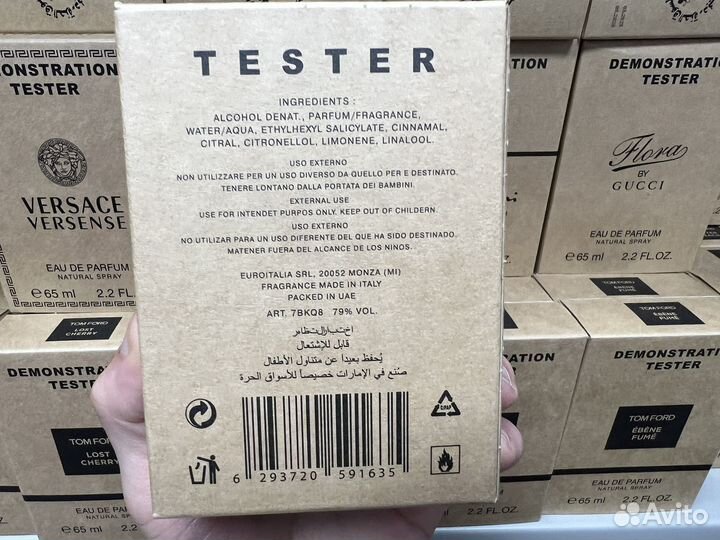 TESTER
INGREDIENTS :
ALCOHOL DENAT., PARFUM/FRAGRANCE,
WATER/AQUA, ETHYLHEXYL SALICYLATE, CINNAMAL,
CITRAL, CITRONELLOL, LIMONENE, LINALOOL.
USO EXTERNO
NON UTILIZZARE PER UN USO DIVERSO DA QUELLO PER E DESTINATO.
TENERE LONTANO DALLA PORTATA DEI BAMBINI.
EXTERNAL USE
USE FOR INTENDET PURPOS ONLY. KEEP OUT OF CHILDERN.
USO EXTERNO
NO UTILIZAR PARA UN USO DIFERENTE DEL QUE HA SIDO DESTINADO.
MATENER FUERA DEL ALCANCE DE LOS NINOS.
EUROITALIA SRL, 20052 MONZA (MI)
FRAGRANCE MADE IN ITALY
PACKED IN UAE
ART. 7BKQ8 79% VOL.
قابل للإشتعال
يُحفظ بعيداً عن متناول الأطفال
صُنع في الإمارات خصيصاً للأسواق الحرة
6 293720 591635
DEMONSTRATION
TESTER
VERSACE
VERSENSE
EAU DE PARFUM
NATURAL SPRAY
e 65 ml 2.2 FL.OZ.
DEMONSTRATION
TESTER
Flora
BY
GUCCI
EAU DE PARFUM
NATURAL SPRAY
e 65 ml 2.2 FL.OZ.
TOM FORD
LOST
CHERRY
DEMONSTRATION
TESTER
TOM FORD
LOST
CHERRY
EAU DE PARFUM
NATURAL SPRAY
e 65 ml 2.2
TOM FORD
ÉBÈNE
FUMÉ
DEMONSTRATION
TESTER
TOM FORD
ÉBÈNE
FUMÉ
EAU DE PARFUM
NATURAL SPRAY
e 65 ml 2.2 FL.OZ.
Avito